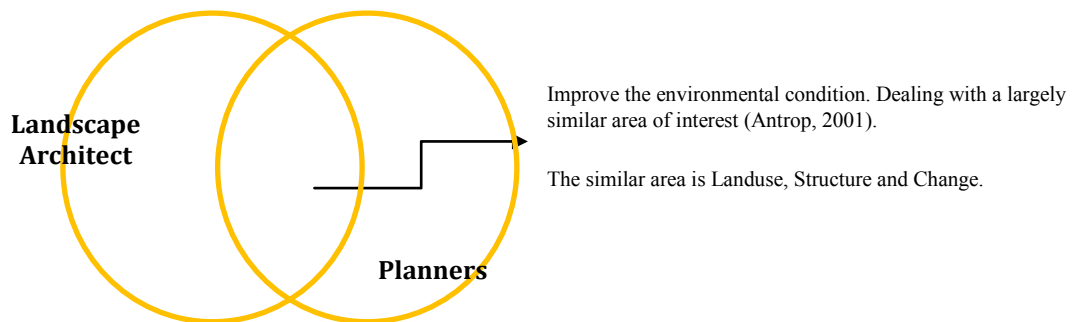 Landscape
Architect
Planners
Improve the environmental condition. Dealing with a largely
similar area of interest (Antrop, 2001).
The similar area is Landuse, Structure and Change.